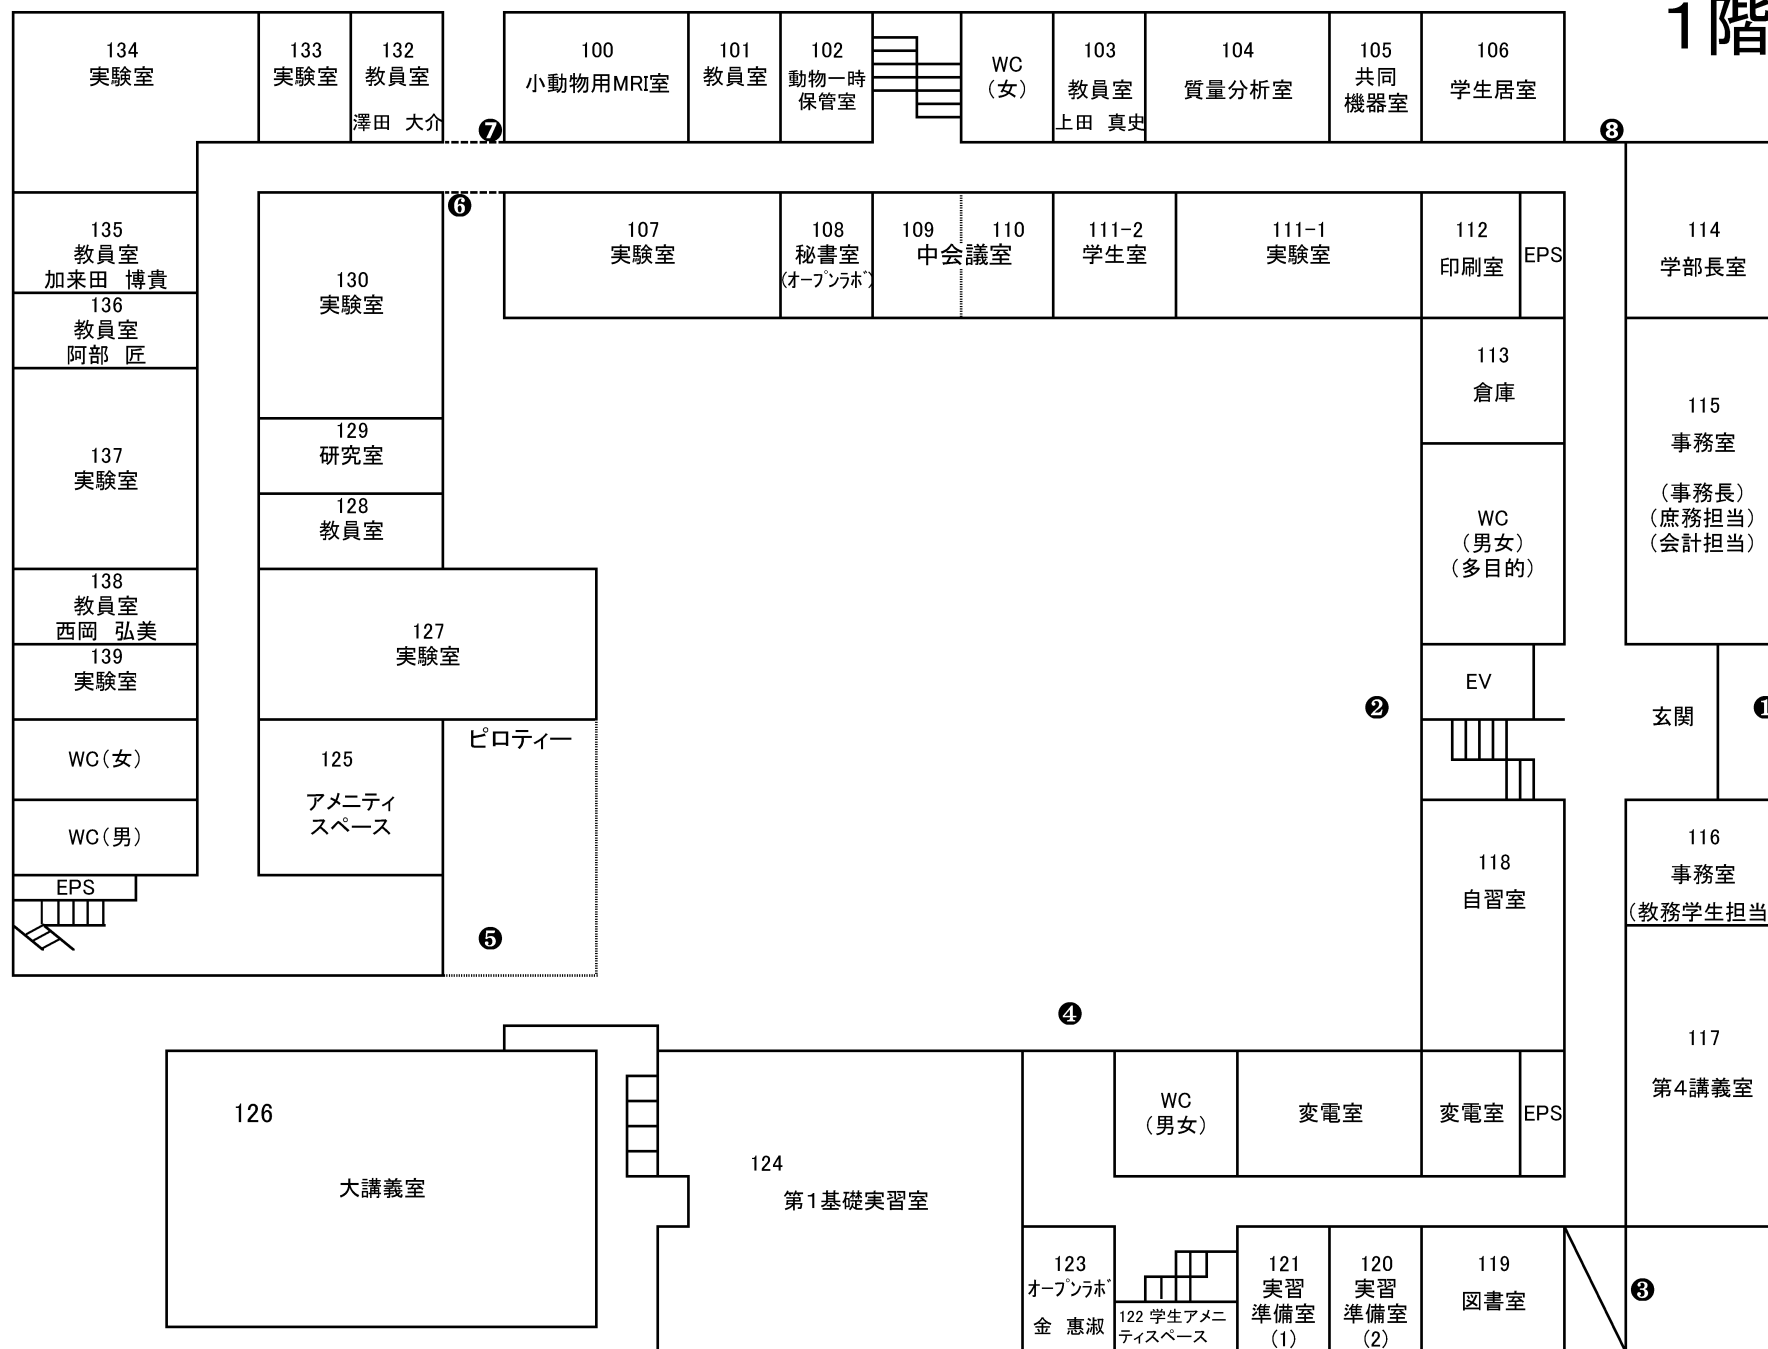 1階
134
実験室
133
実験室
132
教員室
澤田 大介
100
小動物用MRI室
101
教員室
102
動物一時
保管室
WC
(女)
103
教員室
上田 真史
104
質量分析室
105
共同
機器室
106
学生居室
❼
❽
❻
135
教員室
加来田 博貴
136
教員室
阿部 匠
137
実験室
138
教員室
西岡 弘美
139
実験室
WC(女)
WC(男)
EPS
130
実験室
129
研究室
128
教員室
127
実験室
125
アメニティ
スペース
ピロティー
❺
107
実験室
108
秘書室
(オープンラボ)
109 110
中会議室
111-2
学生室
111-1
実験室
112
印刷室
EPS
113
倉庫
WC
(男女)
(多目的)
❷
EV
118
自習室
114
学部長室
115
事務室
(事務長)
(庶務担当)
(会計担当)
玄関
❶
116
事務室
(教務学生担当
117
第4講義室
❹
126
大講義室
124
第1基礎実習室
WC
(男女)
変電室
変電室
EPS
123
オープンラボ
金 惠淑
122 学生アメニ
ティスペース
121
実習
準備室
(1)
120
実習
準備室
(2)
119
図書室
❸